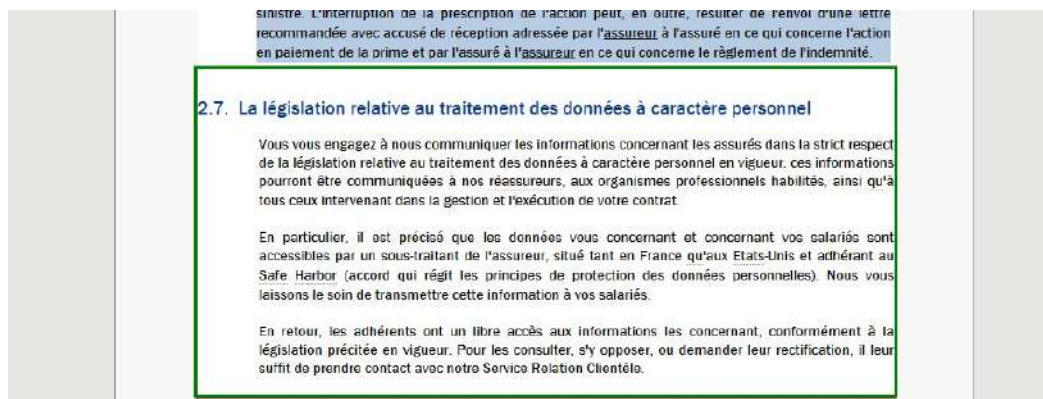 sinistre. L'interruption de la prescription de l'action peut, en outre, résulter de l'envoi d'une lettre
recommandée avec accusé de réception adressée par l'assureur à l'assuré en ce qui concerne l'action
en paiement de la prime et par l'assuré à l'assureur en ce qui concerne le règlement de l'indemnité.
2.7. La législation relative au traitement des données à caractère personnel
Vous vous engagez à nous communiquer les informations concernant les assurés dans la strict respect
de la législation relative au traitement des données à caractère personnel en vigueur. ces informations
pourront être communiquées à nos réassureurs, aux organismes professionnels habilités, ainsi qu'à
tous ceux intervenant dans la gestion et l'exécution de votre contrat.
En particulier, il est précisé que les données vous concernant et concernant vos salariés sont
accessibles par un sous-traitant de l'assureur, situé tant en France qu'aux Etats-Unis et adhérant au
Safe Harbor (accord qui régit les principes de protection des données personnelles). Nous vous
laissons le soin de transmettre cette information à vos salariés.
En retour, les adhérents ont un libre accès aux informations les concernant, conformément à la
législation précitée en vigueur. Pour les consulter, s'y opposer, ou demander leur rectification, il leur
suffit de prendre contact avec notre Service Relation Clientèle.